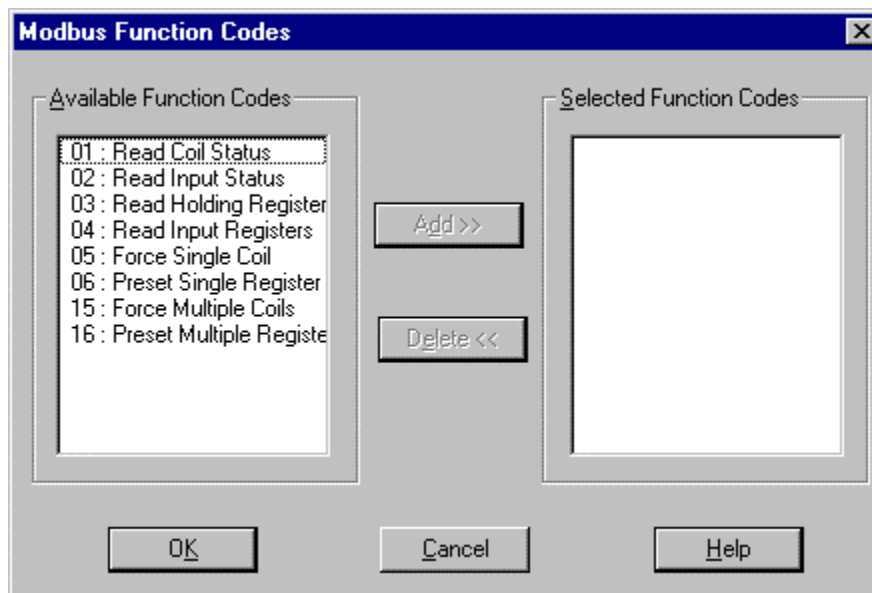 Modbus Function Codes
Available Function Codes
01 : Read Coil Status
02 : Read Input Status
03 : Read Holding Register
04 : Read Input Registers
05 : Force Single Coil
06 : Preset Single Register
15 : Force Multiple Coils
16 : Preset Multiple Registe
Add >>
Delete <<
Selected Function Codes
OK
Cancel
Help